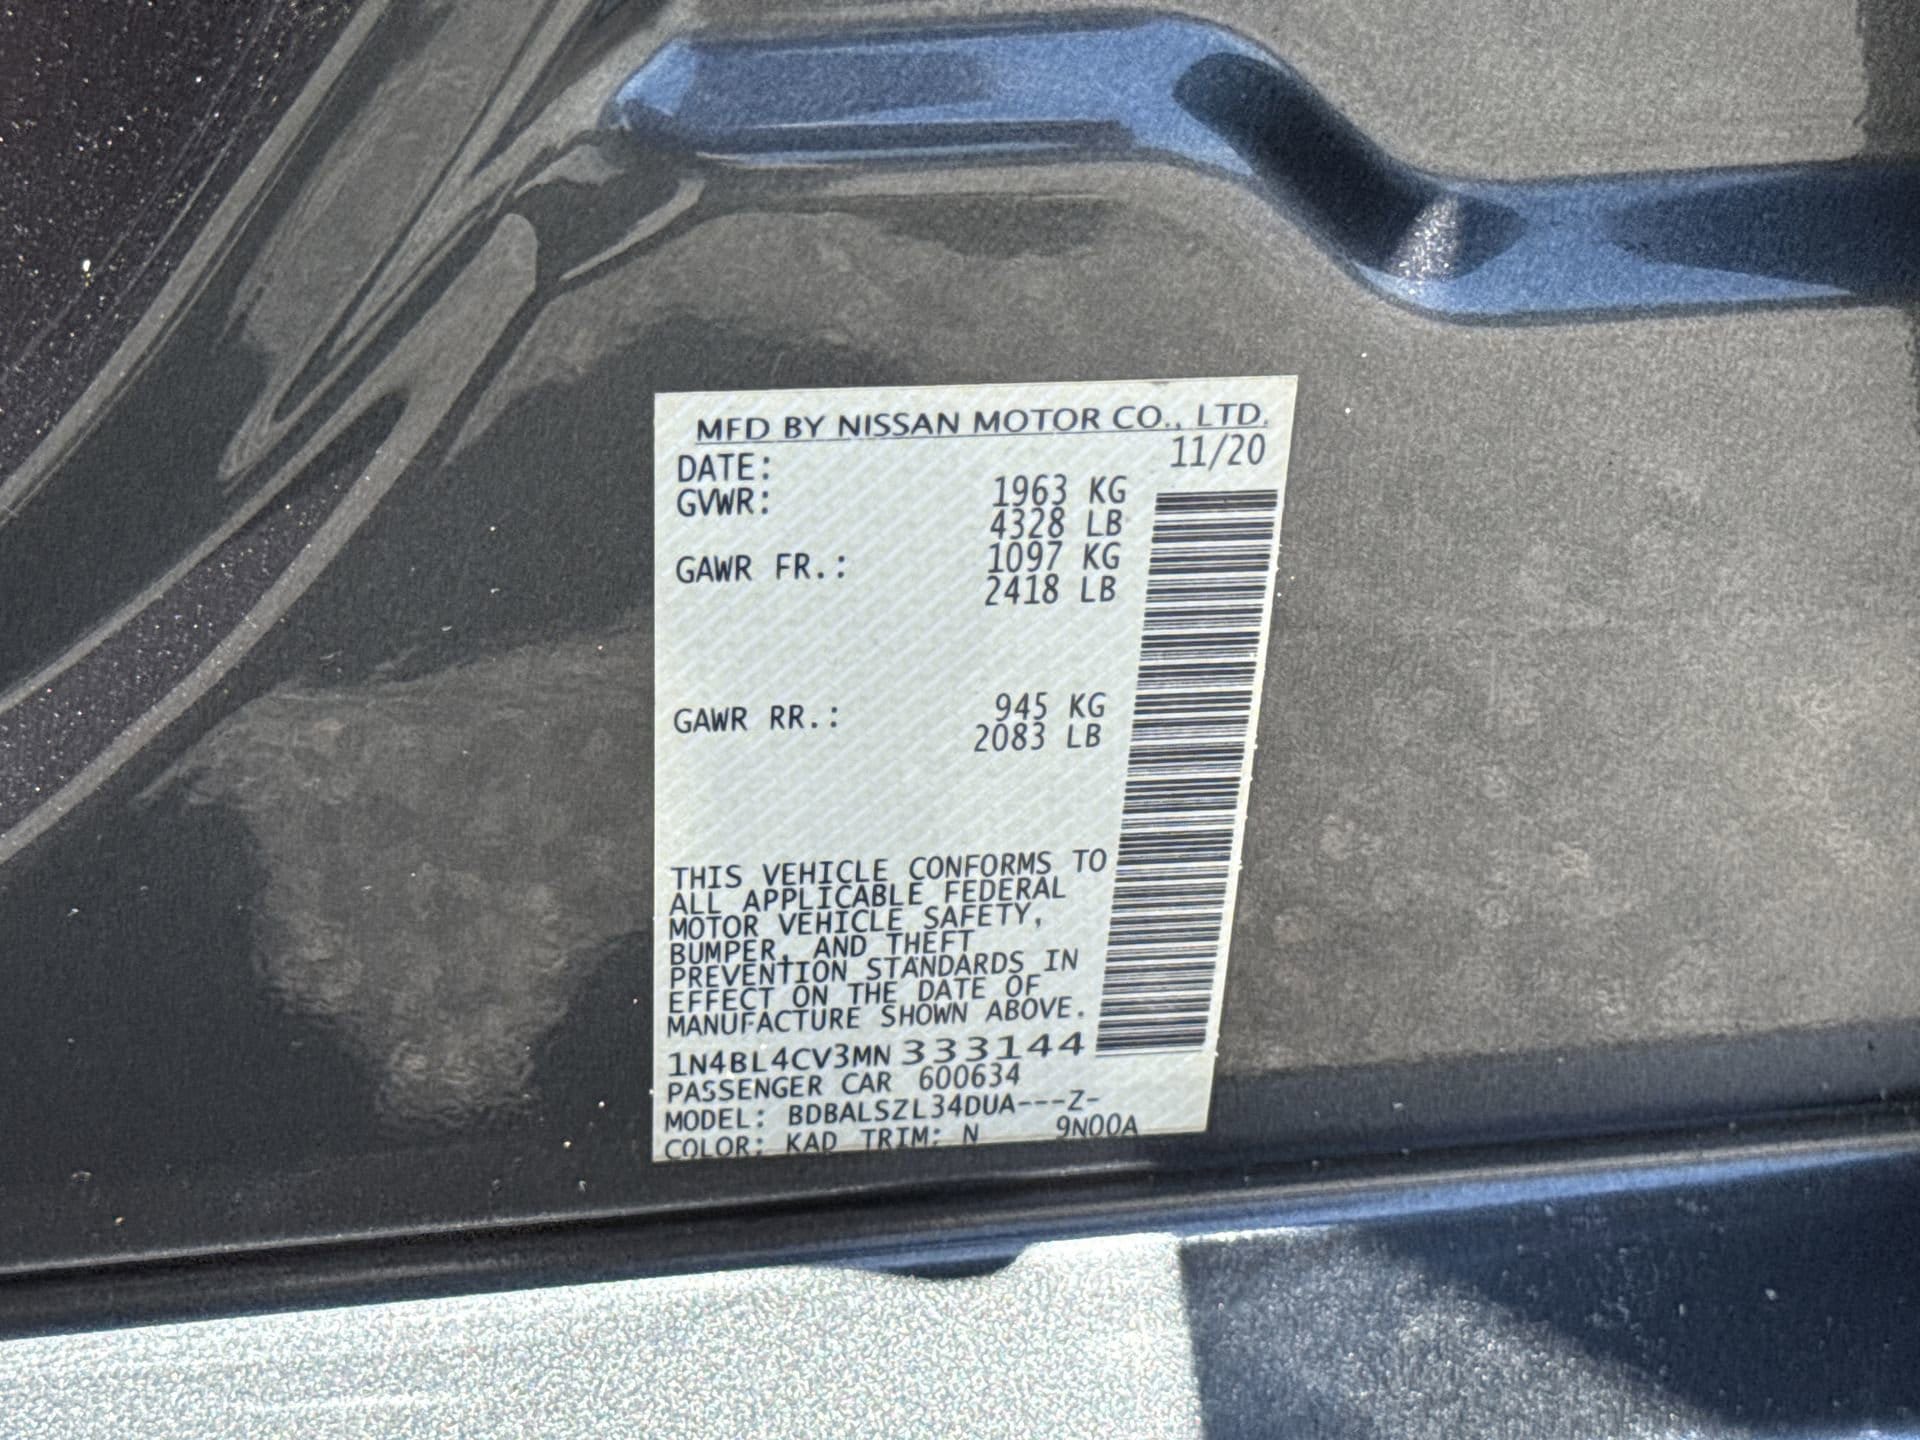 MFD BY NISSAN MOTOR CO., LTD.
DATE: 11/20
GVWR: 1963 KG
4328 LB
GAWR FR.: 1097 KG
2418 LB
GAWR RR.: 945 KG
2083 LB
THIS VEHICLE CONFORMS TO
ALL APPLICABLE FEDERAL
MOTOR VEHICLE SAFETY,
BUMPER, AND THEFT
PREVENTION STANDARDS IN
EFFECT ON THE DATE OF
MANUFACTURE SHOWN ABOVE.
1N4BL4CV3MN333144
PASSENGER CAR 600634
MODEL: BDBALSZL34DUA---Z-
COLOR: KAD TRIM: N 9N00A